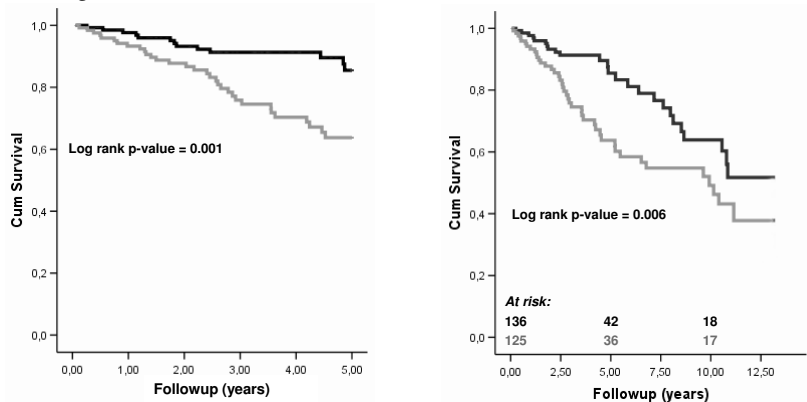 1,0
0,8
0,6
0,4
0,2
0,0
Cum Survival
Log rank p-value = 0.001
0,00 1,00 2,00 3,00 4,00 5,00
Followup (years)
1,0
0,8
0,6
0,4
0,2
0,0
Cum Survival
Log rank p-value = 0.006
At risk:
136 42 18
125 36 17
0,00 2,50 5,00 7,50 10,00 12,50
Followup (years)